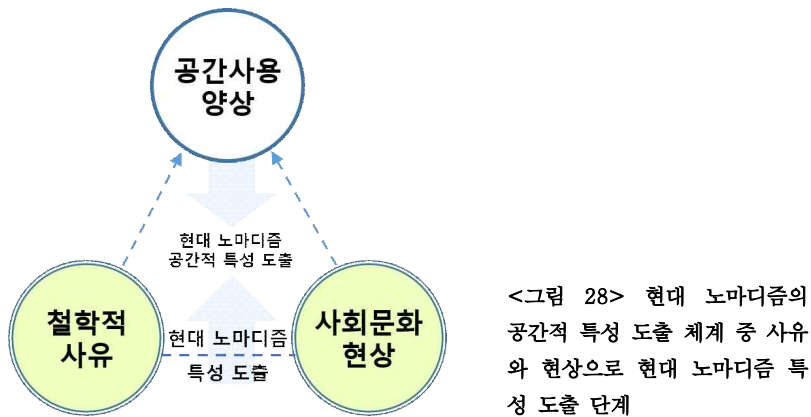 공간사용
양상
현대 노마디즘
공간적 특성 도출
철학적
사유
현대 노마디즘
특성 도출
사회문화
현상
<그림 28> 현대 노마디즘의
공간적 특성 도출 체계 중 사유
와 현상으로 현대 노마디즘 특
성 도출 단계